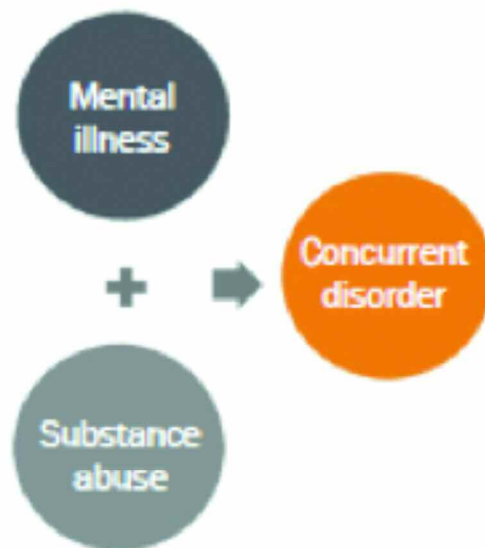 Mental
illness
+
Substance
abuse
Concurrent
disorder